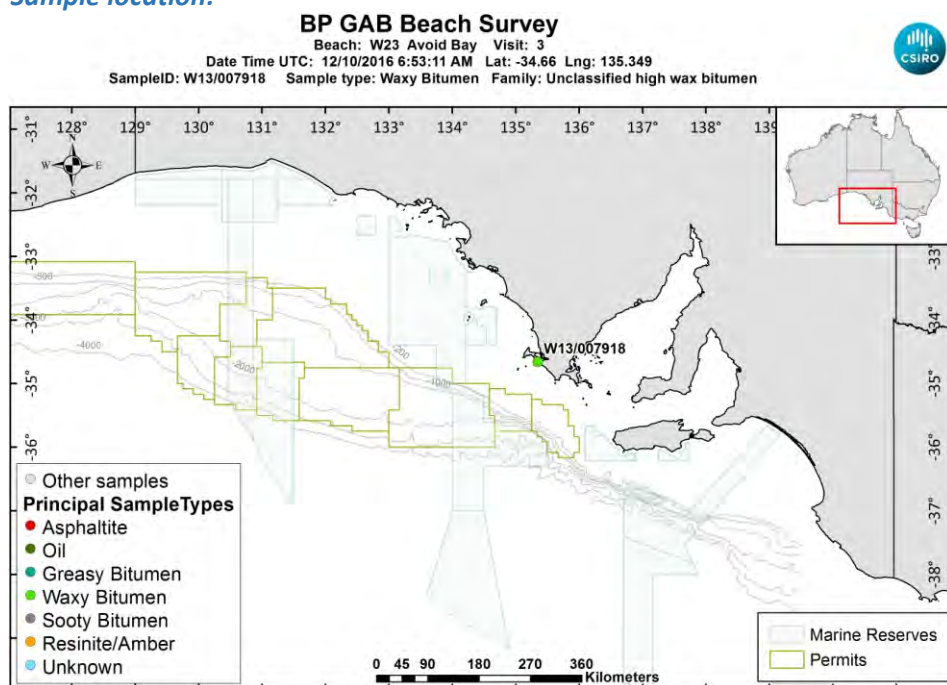 Sample location:
BP GAB Beach Survey
Beach: W23 Avoid Bay Visit: 3
Date Time UTC: 12/10/2016 6:53:11 AM Lat: -34.66 Lng: 135.349
SampleID: W13/007918 Sample type: Waxy Bitumen Family: Unclassified high wax bitumen
CSIRO
128° 129° 130° 131° 132° 133° 134° 135° 136° 137° 138° 139
-31° -31°
N
W E
S
-32°
-33°
-34° -34°
-35° -35°
-36° -36°
-37°
-38°
-4000
-2000
-200
-1000
W13/007918
Other samples
Principal SampleTypes
Asphaltite
Oil
Greasy Bitumen
Waxy Bitumen
Sooty Bitumen
Resinite/Amber
Unknown
0 45 90 180 270 360
Kilometers
Marine Reserves
Permits